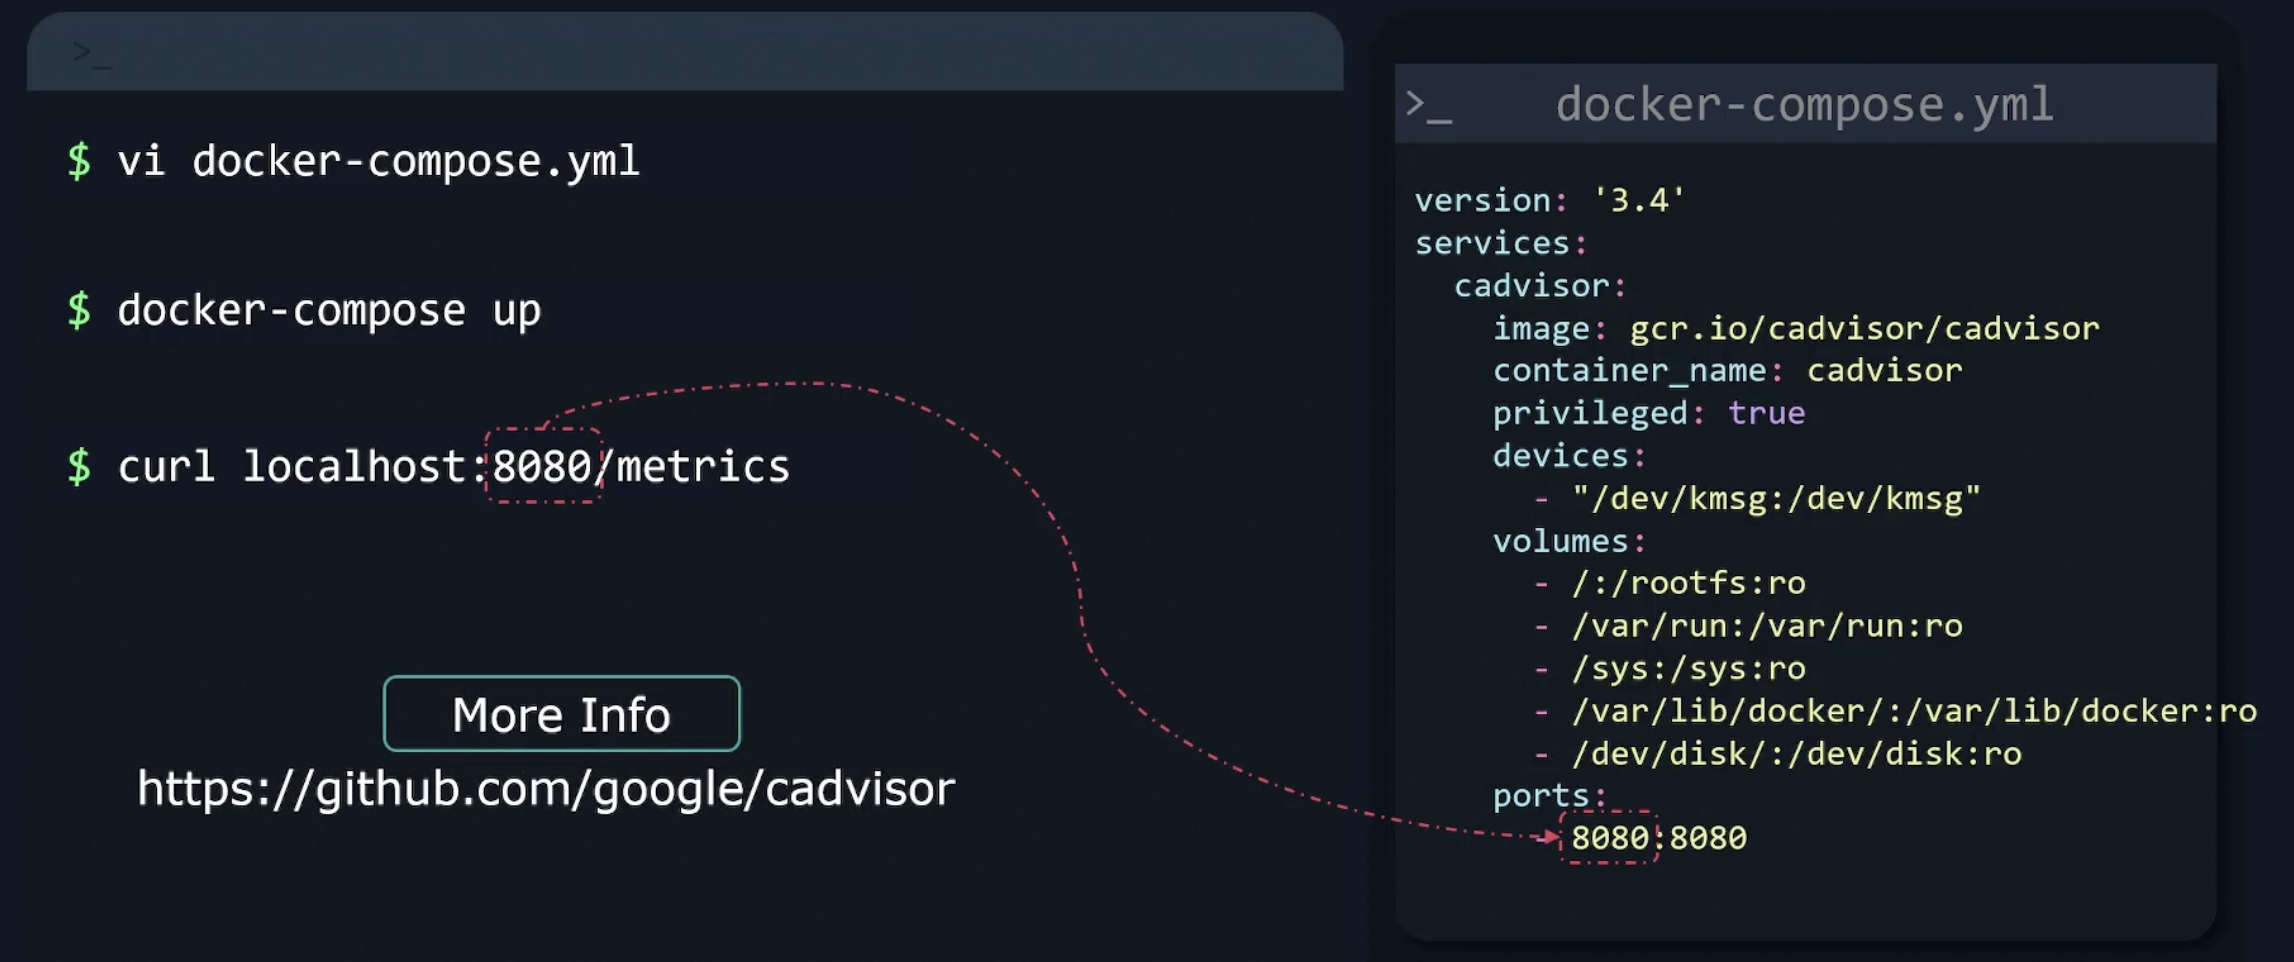 >_
$ vi docker-compose.yml
$ docker-compose up
$ curl localhost:8080/metrics
More Info
https://github.com/google/cadvisor
>_ docker-compose.yml
version: '3.4'
services:
  cadvisor:
    image: gcr.io/cadvisor/cadvisor
    container_name: cadvisor
    privileged: true
    devices:
      - "/dev/kmsg:/dev/kmsg"
    volumes:
      - /:/rootfs:ro
      - /var/run:/var/run:ro
      - /sys:/sys:ro
      - /var/lib/docker/:/var/lib/docker:ro
      - /dev/disk/:/dev/disk:ro
    ports:
      - 8080:8080